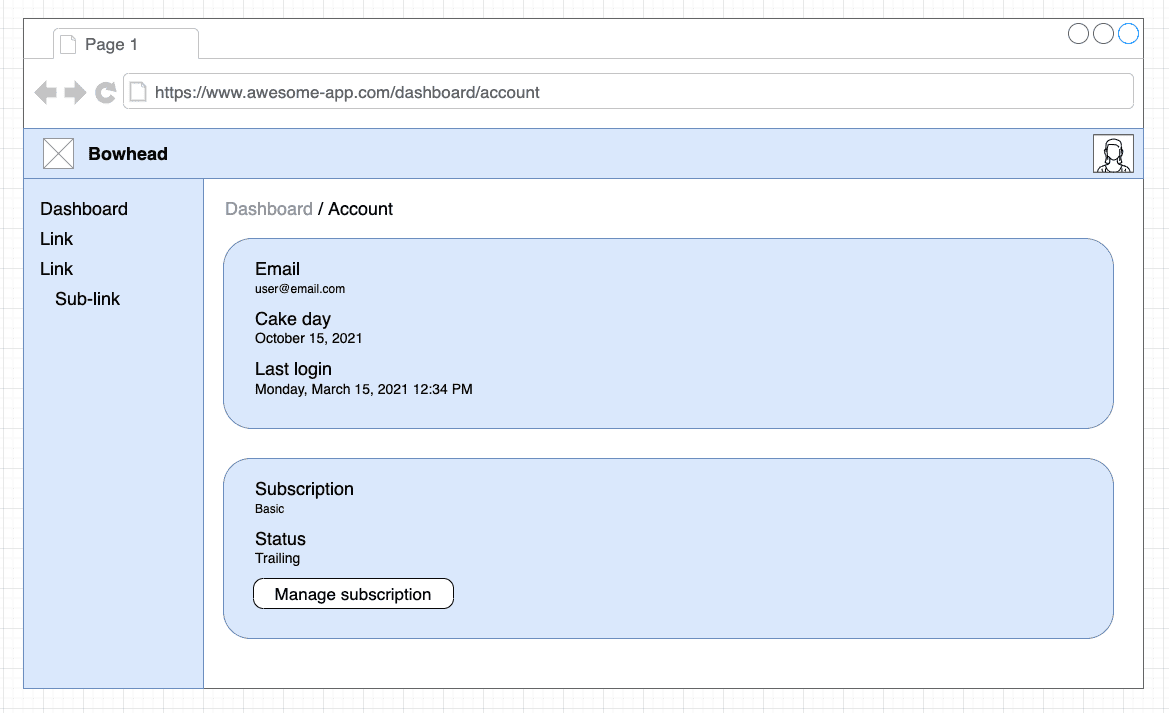 Page 1
https://www.awesome-app.com/dashboard/account
Bowhead
Dashboard
Link
Link
Sub-link
Dashboard / Account
Email
user@email.com
Cake day
October 15, 2021
Last login
Monday, March 15, 2021 12:34 PM
Subscription
Basic
Status
Trailing
Manage subscription